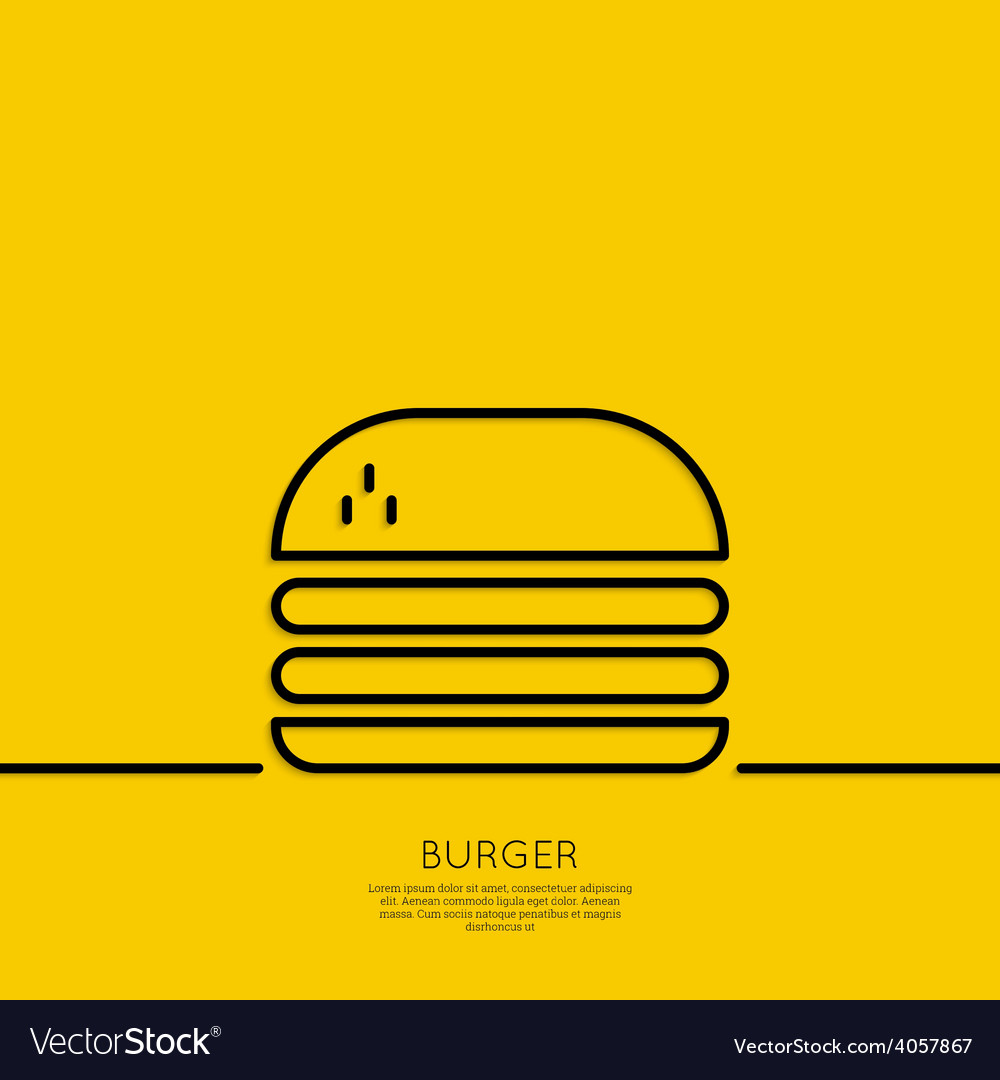 BURGER
Lorem ipsum dolor sit amet, consectetuer adipiscing
elit. Aenean commodo ligula eget dolor. Aenean
massa. Cum sociis natoque penatibus et magnis
disrhoncus ut
VectorStock®
VectorStock.com/4057867